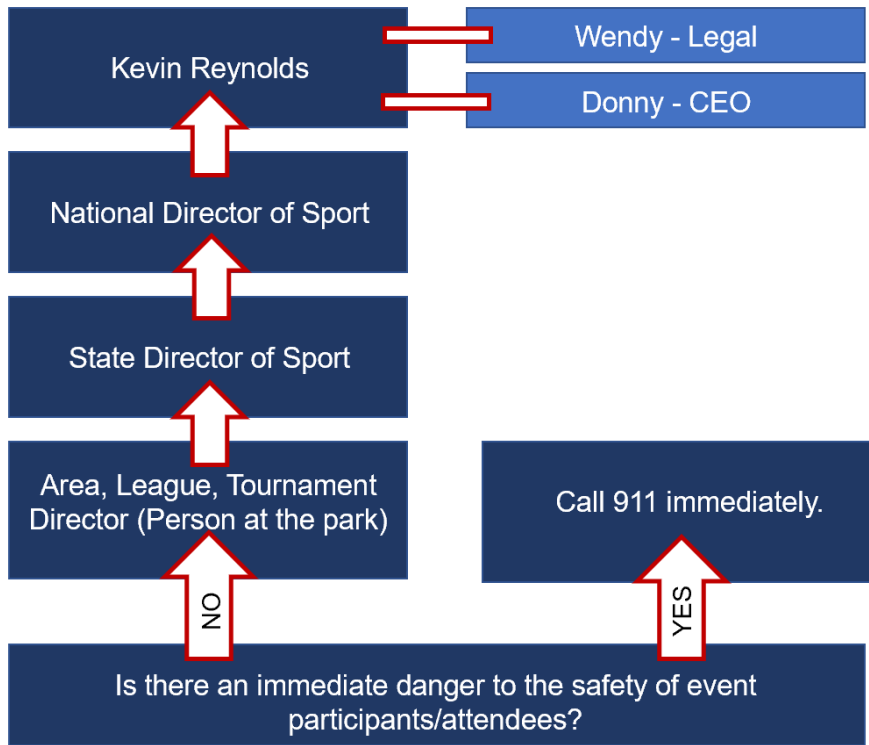 Kevin Reynolds
Wendy - Legal
Donny - CEO
National Director of Sport
State Director of Sport
Area, League, Tournament
Director (Person at the park)
Call 911 immediately.
NO
YES
Is there an immediate danger to the safety of event
participants/attendees?